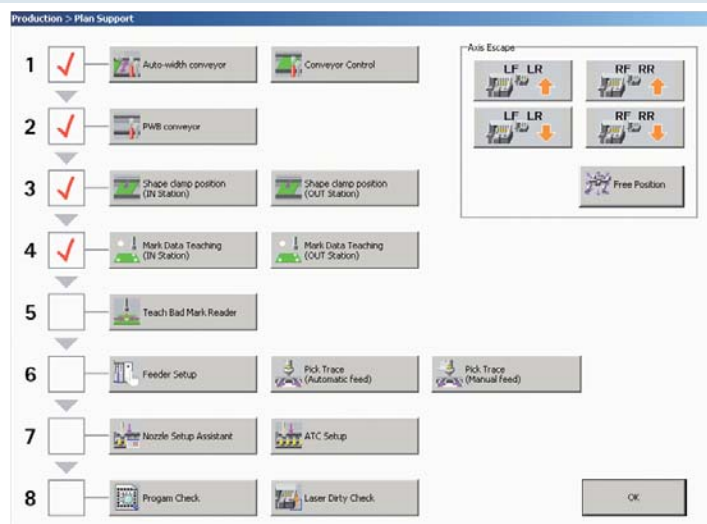 Production > Plan Support
1 Auto-width conveyor Conveyor Control
2 PWB conveyor
3 Shape clamp position Shape clamp position
(IN Station) (OUT Station)
4 Mark Data Teaching Mark Data Teaching
(IN Station) (OUT Station)
5 Teach Bad Mark Reader
6 Feeder Setup Pick Trace Pick Trace
(Automatic feed) (Manual feed)
7 Nozzle Setup Assistant ATC Setup
8 Progam Check Laser Dirty Check
Axis Escape
LF LR RF RR
LF LR RF RR
Free Position
OK